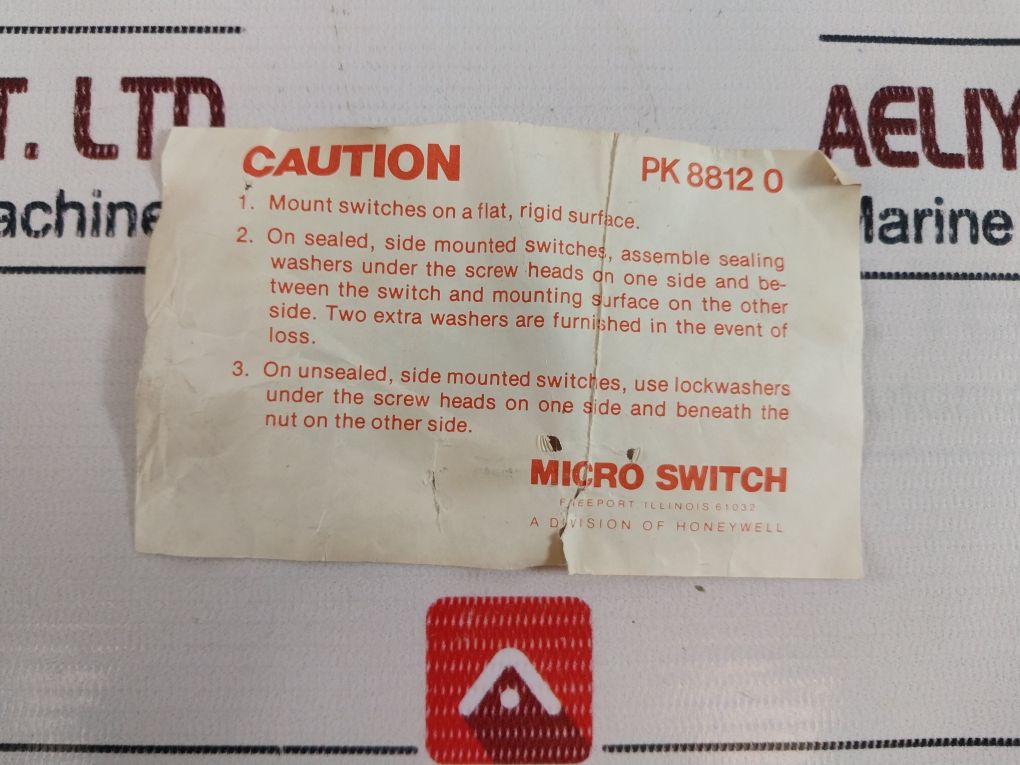 T. LTD
AELIY
achine
Marine
CAUTION
PK 8812 0
1. Mount switches on a flat, rigid surface.
2. On sealed, side mounted switches, assemble sealing
washers under the screw heads on one side and be-
tween the switch and mounting surface on the other
side. Two extra washers are furnished in the event of
loss.
3. On unsealed, side mounted switches, use lockwashers
under the screw heads on one side and beneath the
nut on the other side.
MICRO SWITCH
FREEPORT, ILLINOIS 61032
A DIVISION OF HONEYWELL